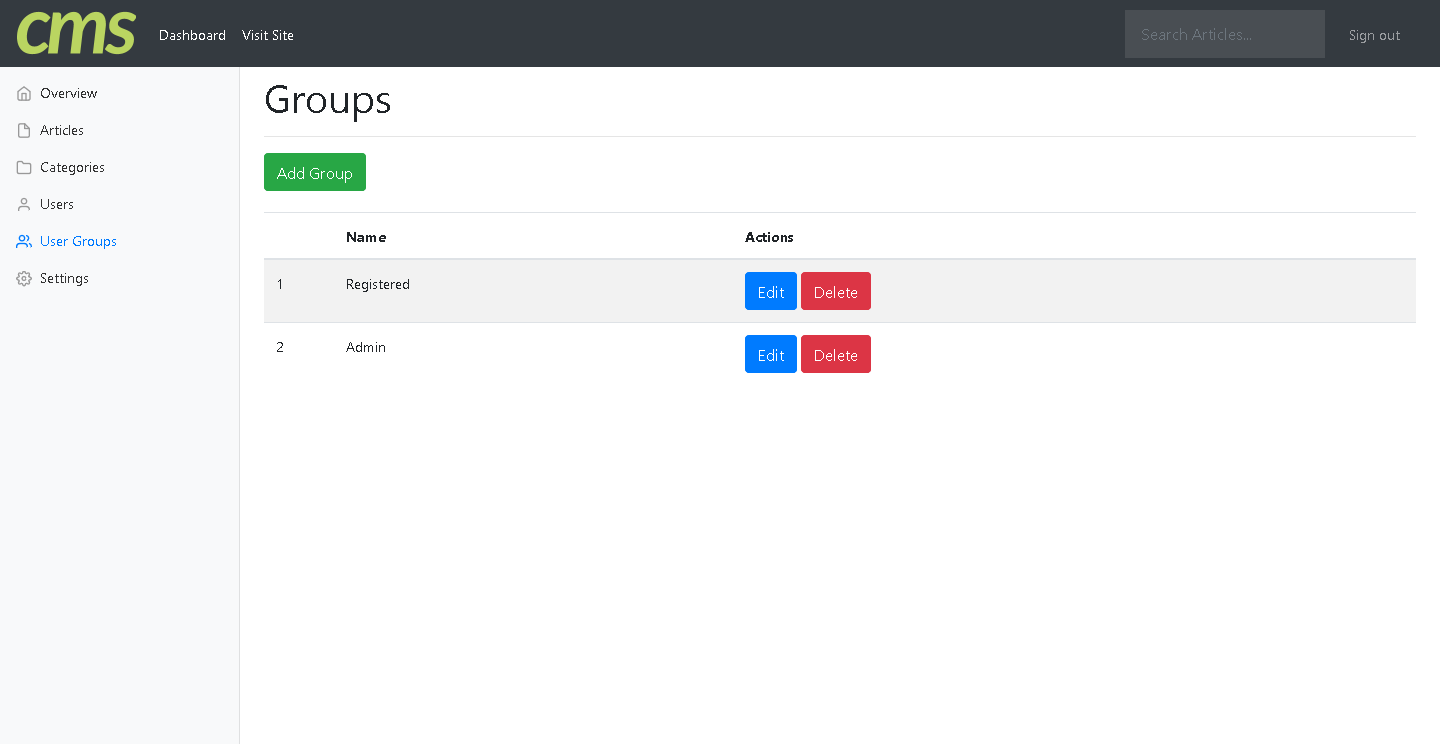 cms Dashboard Visit Site Search Articles... Sign out
Overview
Articles
Categories
Users
User Groups
Settings
Groups
Add Group
Name Actions
1 Registered Edit Delete
2 Admin Edit Delete